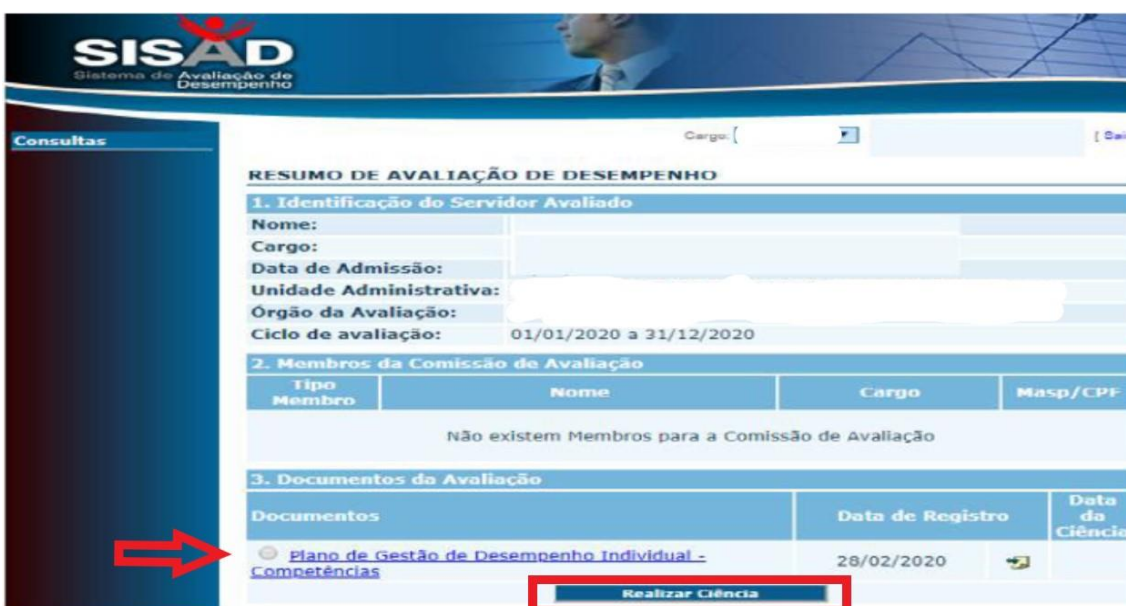 SISAD
Sistema de Avaliação de
Desempenho
Consultas
Cargo:
[ Sai
RESUMO DE AVALIAÇÃO DE DESEMPENHO
1. Identificação do Servidor Avaliado
Nome:
Cargo:
Data de Admissão:
Unidade Administrativa:
Órgão da Avaliação:
Ciclo de avaliação: 01/01/2020 a 31/12/2020
2. Membros da Comissão de Avaliação
Tipo Membro Nome Cargo Masp/CPF
Não existem Membros para a Comissão de Avaliação
3. Documentos da Avaliação
Documentos Data de Registro Data da Ciência
Plano de Gestão de Desempenho Individual -
Competências 28/02/2020
Realizar Ciência